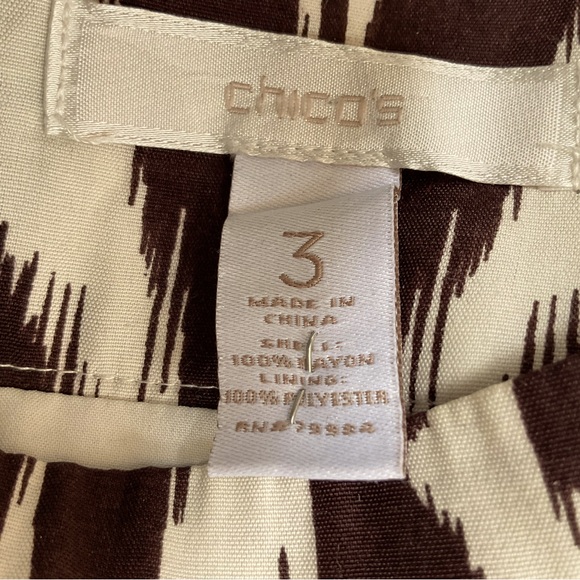 chico's
3
MADE IN
CHINA
SHELL:
100% RAYON
LINING:
100% POLYESTER
RN# 79984